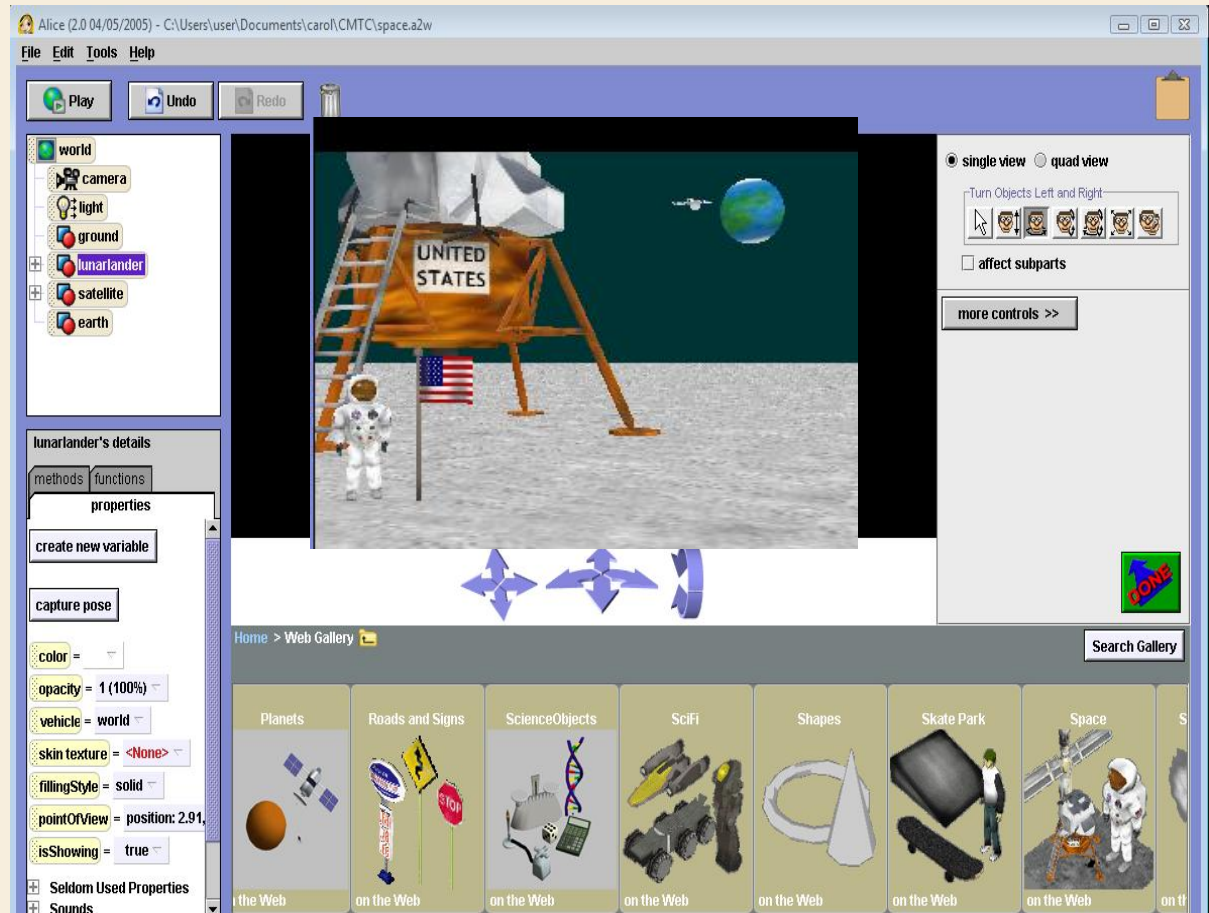 Alice (2.0 04/05/2005) - C:\Users\user\Documents\carol\CMTC\space.a2w
File Edit Tools Help
Play Undo Redo
world
camera
light
ground
lunarlander
satellite
earth
UNITED
STATES
single view quad view
Turn Objects Left and Right
affect subparts
more controls >>
DONE
lunarlander's details
methods functions
properties
create new variable
capture pose
color =
opacity = 1 (100%)
vehicle = world
skin texture = <None>
fillingStyle = solid
pointOfView = position: 2.91,
isShowing = true
Seldom Used Properties
Sounds
Home > Web Gallery
Search Gallery
Planets Roads and Signs ScienceObjects SciFi Shapes Skate Park Space S
STOP
the Web on the Web on the Web on the Web on the Web on the Web on the Web on th